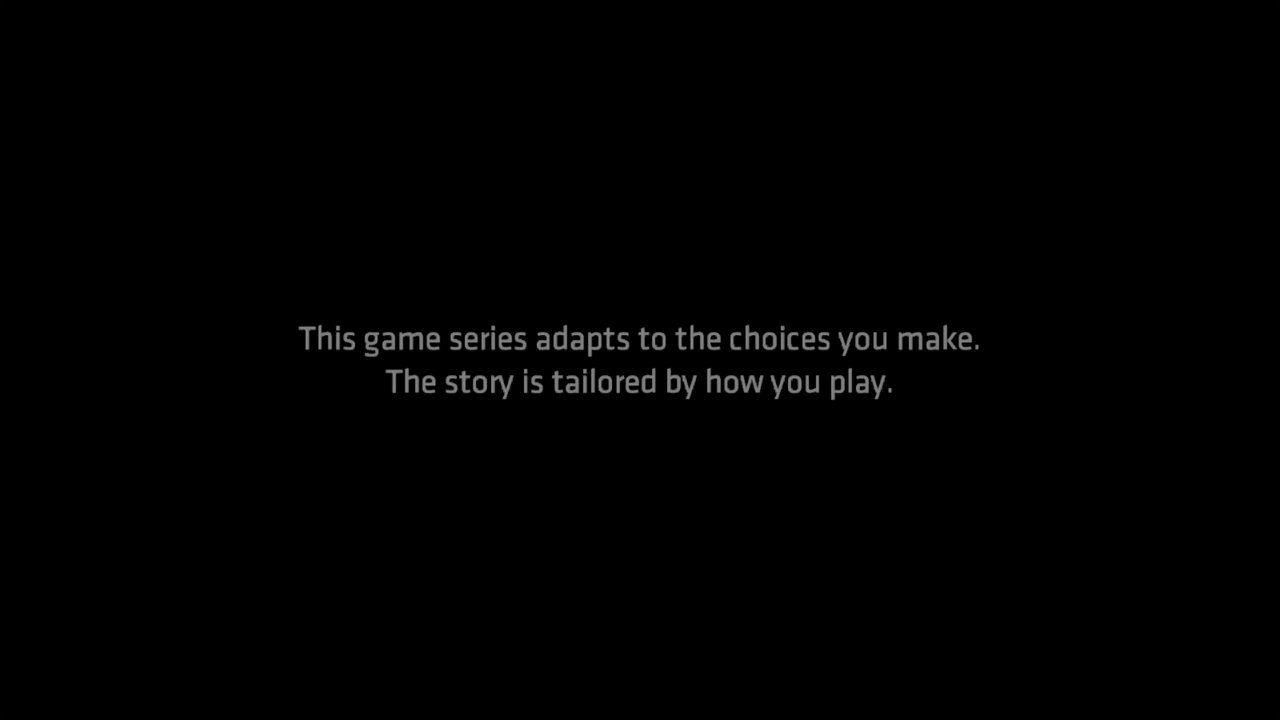 This game series adapts to the choices you make.
The story is tailored by how you play.